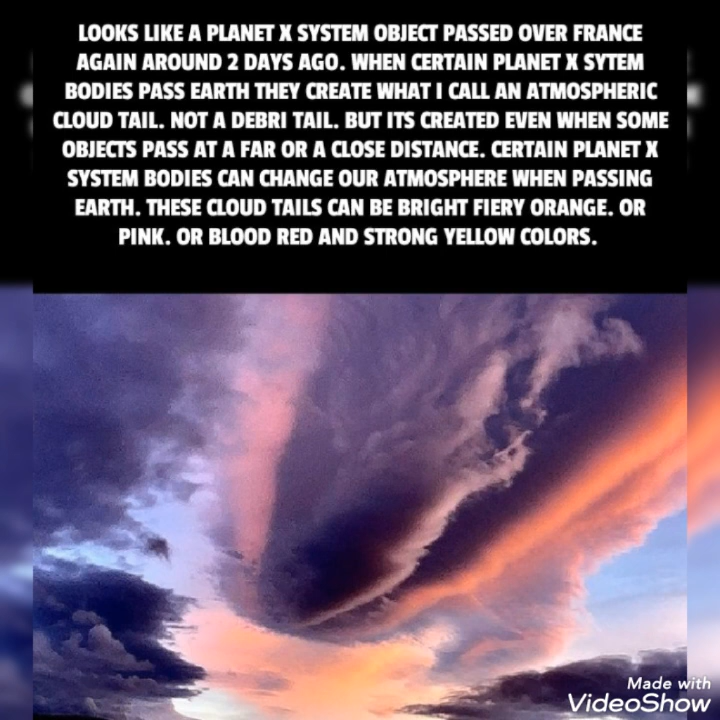 LOOKS LIKE A PLANET X SYSTEM OBJECT PASSED OVER FRANCE
AGAIN AROUND 2 DAYS AGO. WHEN CERTAIN PLANET X SYTEM
BODIES PASS EARTH THEY CREATE WHAT I CALL AN ATMOSPHERIC
CLOUD TAIL. NOT A DEBRI TAIL. BUT ITS CREATED EVEN WHEN SOME
OBJECTS PASS AT A FAR OR A CLOSE DISTANCE. CERTAIN PLANET X
SYSTEM BODIES CAN CHANGE OUR ATMOSPHERE WHEN PASSING
EARTH. THESE CLOUD TAILS CAN BE BRIGHT FIERY ORANGE. OR
PINK. OR BLOOD RED AND STRONG YELLOW COLORS.
Made with
VideoShow